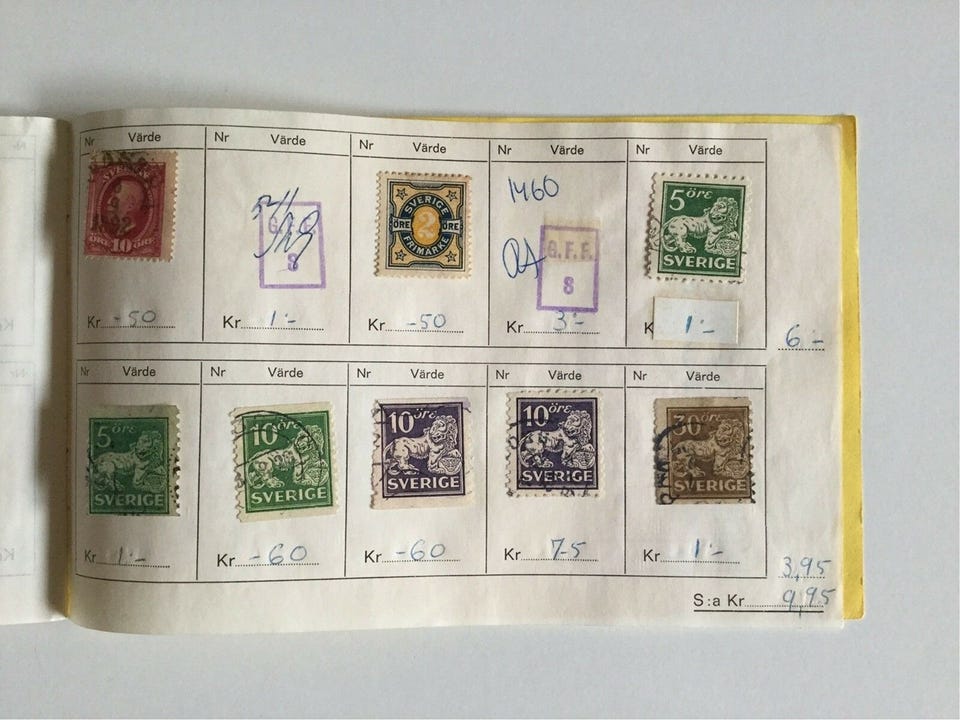 Nr Värde Nr Värde Nr Värde Nr Värde Nr Värde
10 ÖRE
G.F.F.
8
SVERIGE
ÖRE 2 ÖRE
FRIMÄRKE
1460
G.F.F.
8
5 öre
SVERIGE
Kr -50 Kr 1:- Kr -50 Kr 3:- K 1:- 6:-
Nr Värde Nr Värde Nr Värde Nr Värde Nr Värde
5 öre
SVERIGE
10 öre
SVERIGE
10 öre
SVERIGE
10 öre
SVERIGE
30 öre
SVERIGE
Kr 1:- Kr -60 Kr -60 Kr 75 Kr 1:- 3,95
S:a Kr 9,95